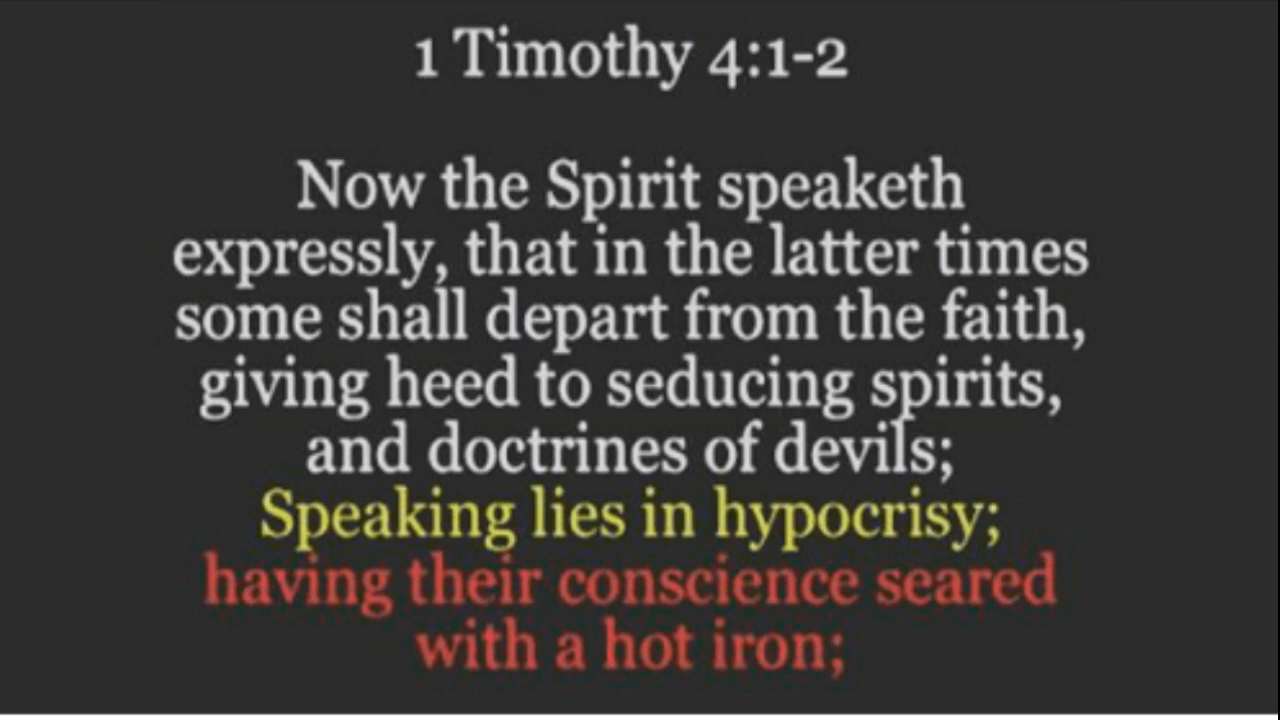 1 Timothy 4:1-2
Now the Spirit speaketh
expressly, that in the latter times
some shall depart from the faith,
giving heed to seducing spirits,
and doctrines of devils;
Speaking lies in hypocrisy;
having their conscience seared
with a hot iron;